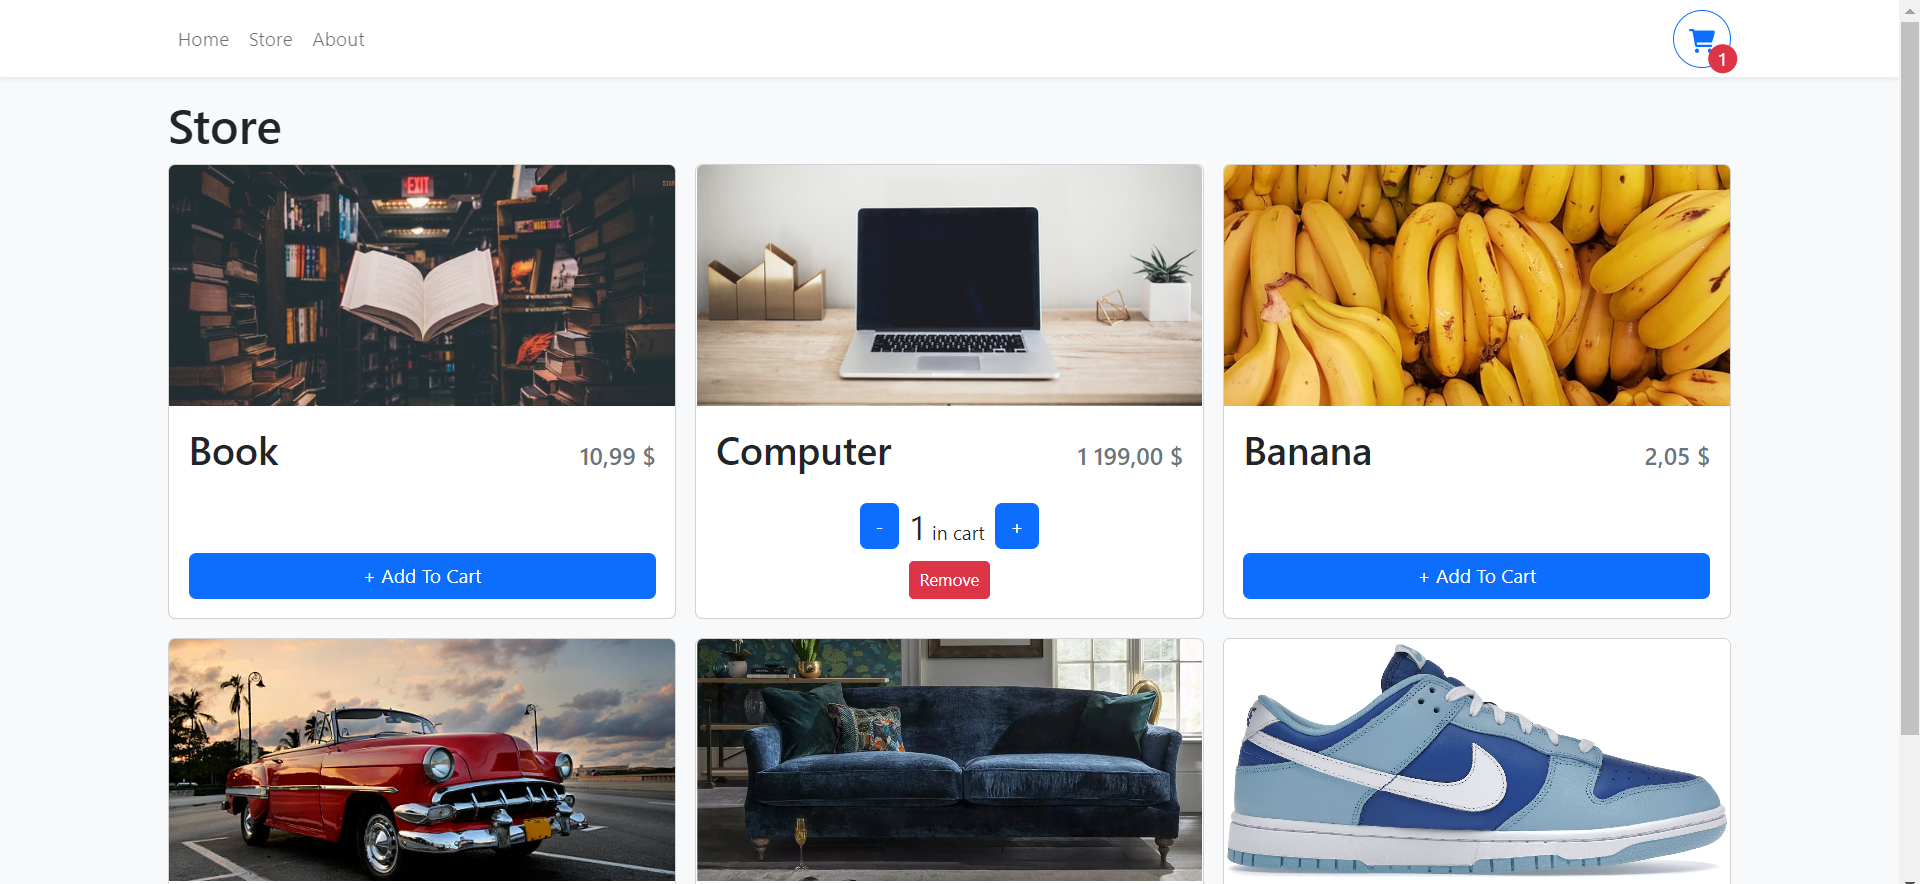 Home Store About
1
Store
EXIT
Book 10,99 $
Computer 1 199,00 $
Banana 2,05 $
- 1 in cart +
+ Add To Cart
Remove
+ Add To Cart